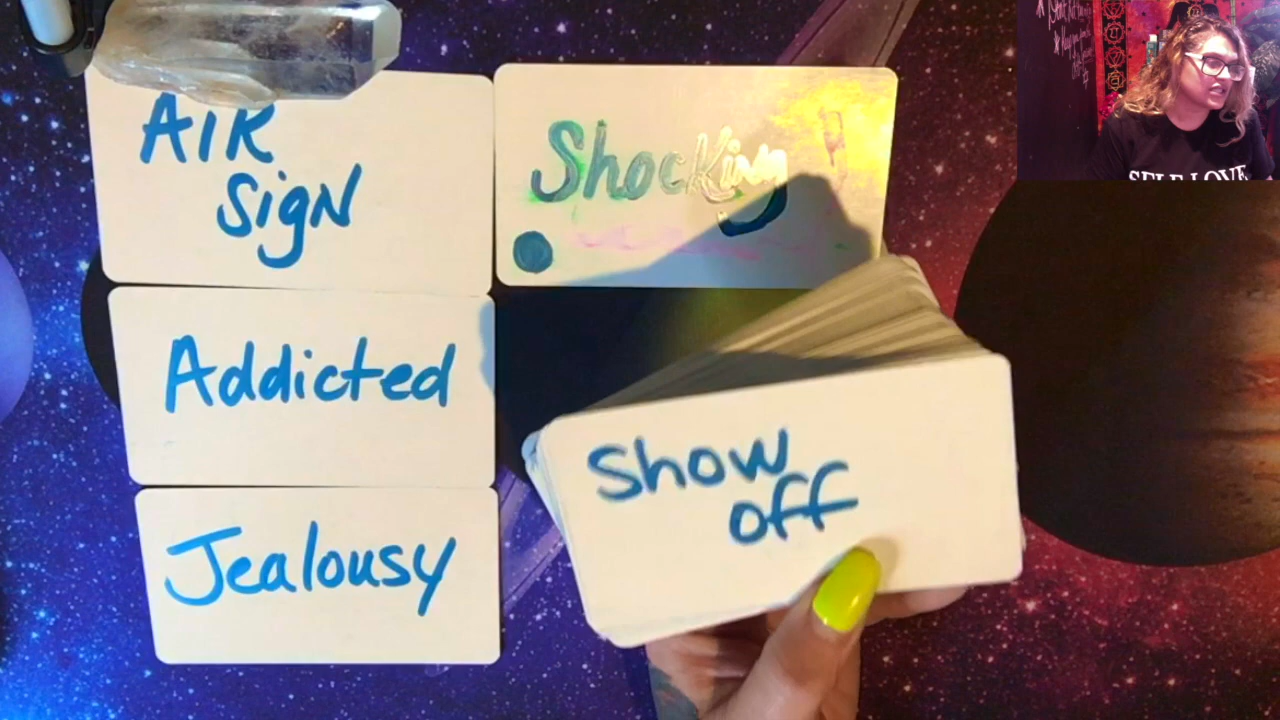 AIR
SigN
Shocking!
Addicted
Show
off
Jealousy
SELF LOVE